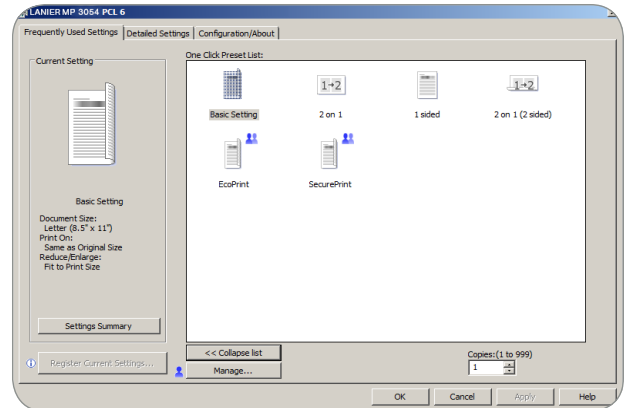 LANIER MP 3054 PCL 6
Frequently Used Settings
Detailed Settings
Configuration/About
Current Setting
Basic Setting
Document Size:
Letter (8.5" x 11")
Print On:
Same as Original Size
Reduce/Enlarge:
Fit to Print Size
Settings Summary
Register Current Settings...
One Click Preset List:
1→2
1→2
Basic Setting
2 on 1
1 sided
2 on 1 (2 sided)
EcoPrint
SecurePrint
<< Collapse list
Manage...
Copies:(1 to 999)
1
OK
Cancel
Apply
Help